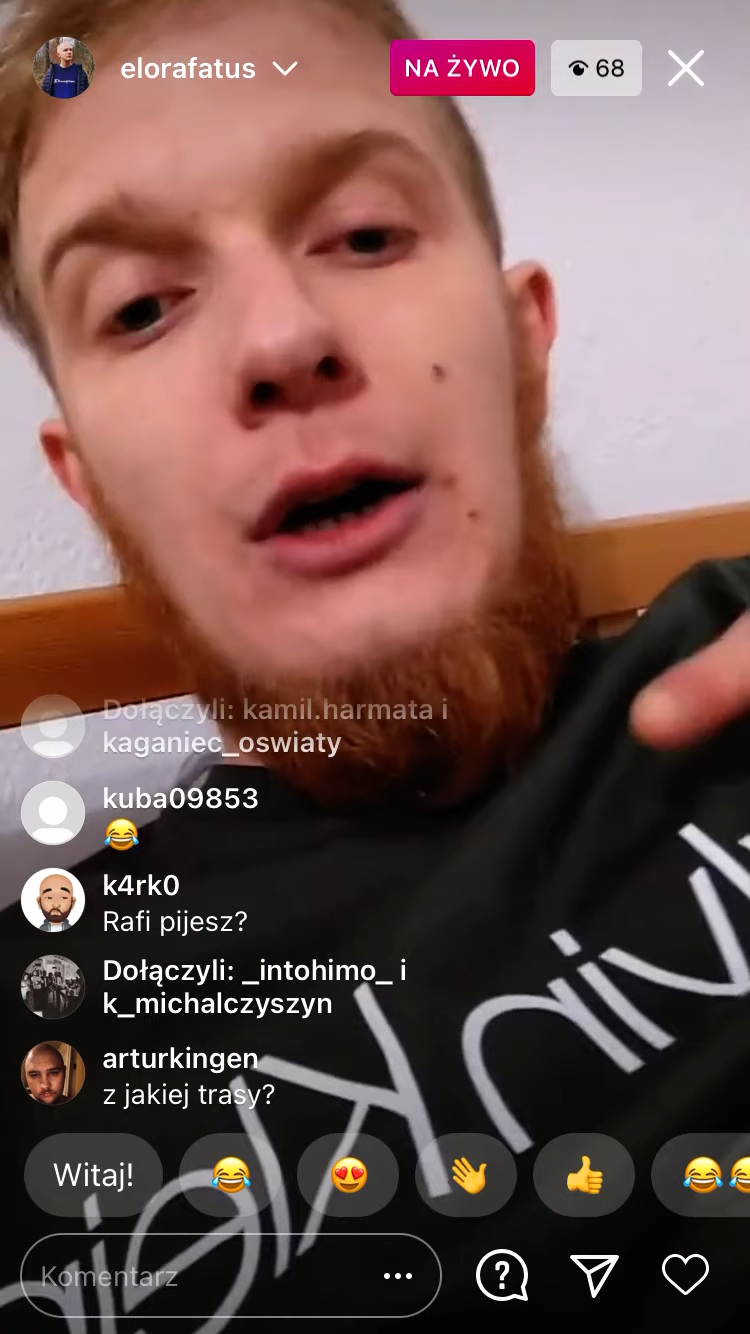 elorafatus
NA ŻYWO
68
Dołączyli: kamil.harmata i
kaganiec_oswiaty
kuba09853
😂
k4rk0
Rafi pijesz?
Dołączyli: _intohimo_ i
k_michalczyszyn
arturkingen
z jakiej trasy?
Witaj! 😂 😍 👋 👍 😂
Komentarz